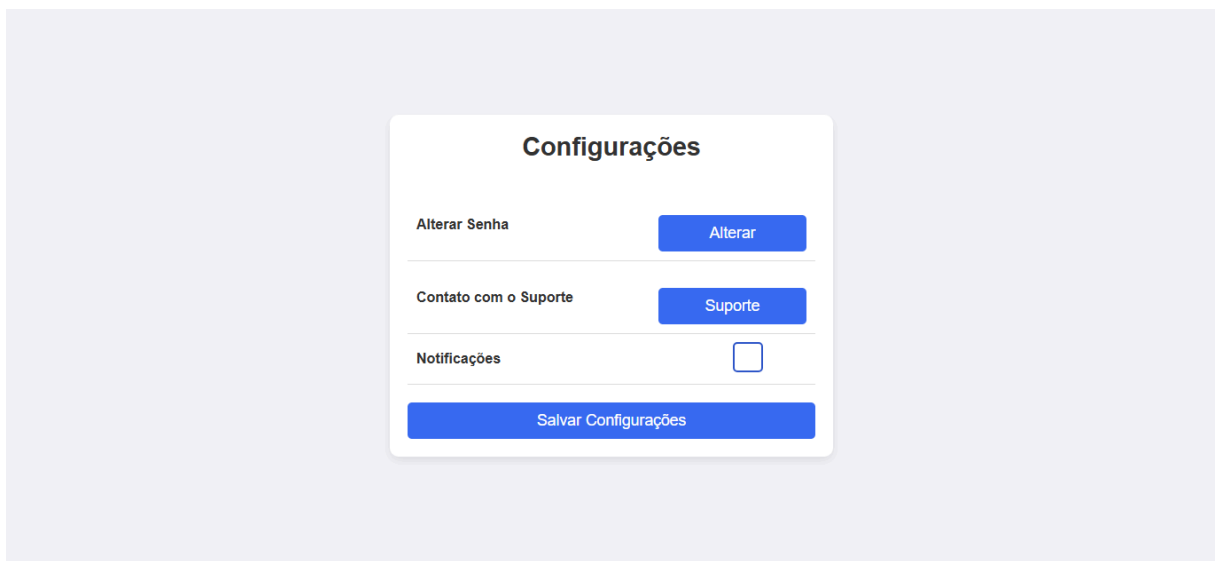 Configurações
Alterar Senha
Alterar
Contato com o Suporte
Suporte
Notificações
Salvar Configurações